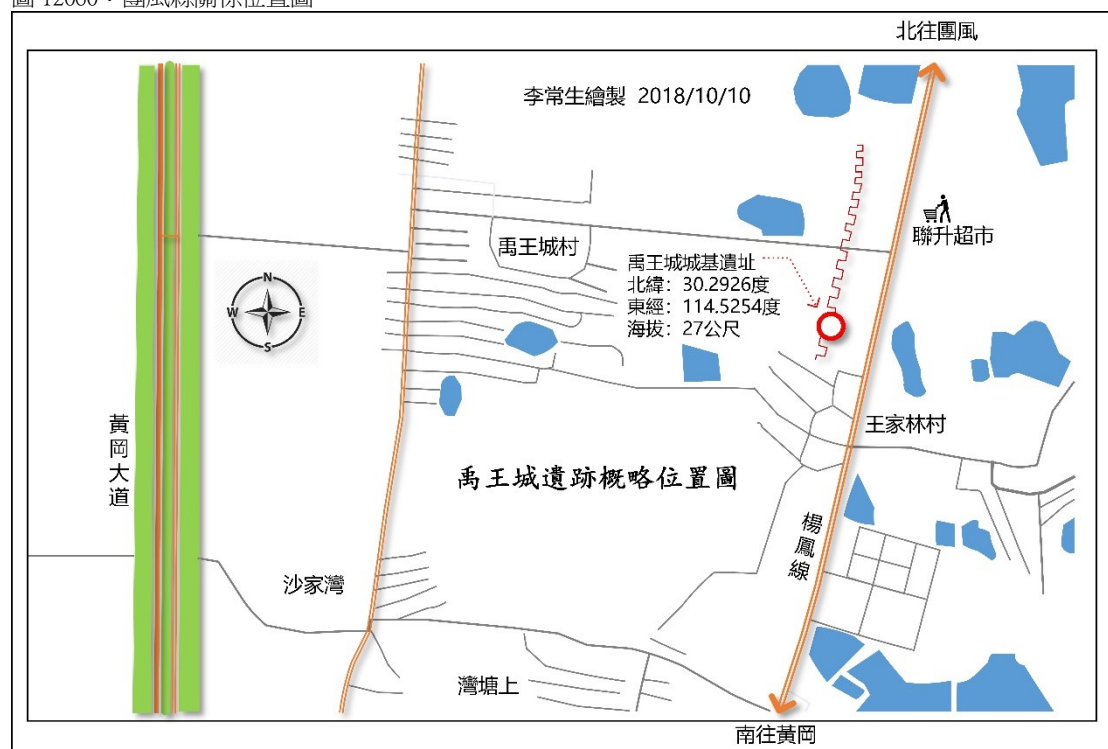 北往團風
李常生繪製 2018/10/10
聯升超市
禹王城村
禹王城城基遺址
北緯：30.2926度
東經：114.5254度
海拔：27公尺
N
W
E
S
黃岡大道
王家林村
禹王城遺跡概略位置圖
楊鳳線
沙家灣
灣塘上
南往黃岡